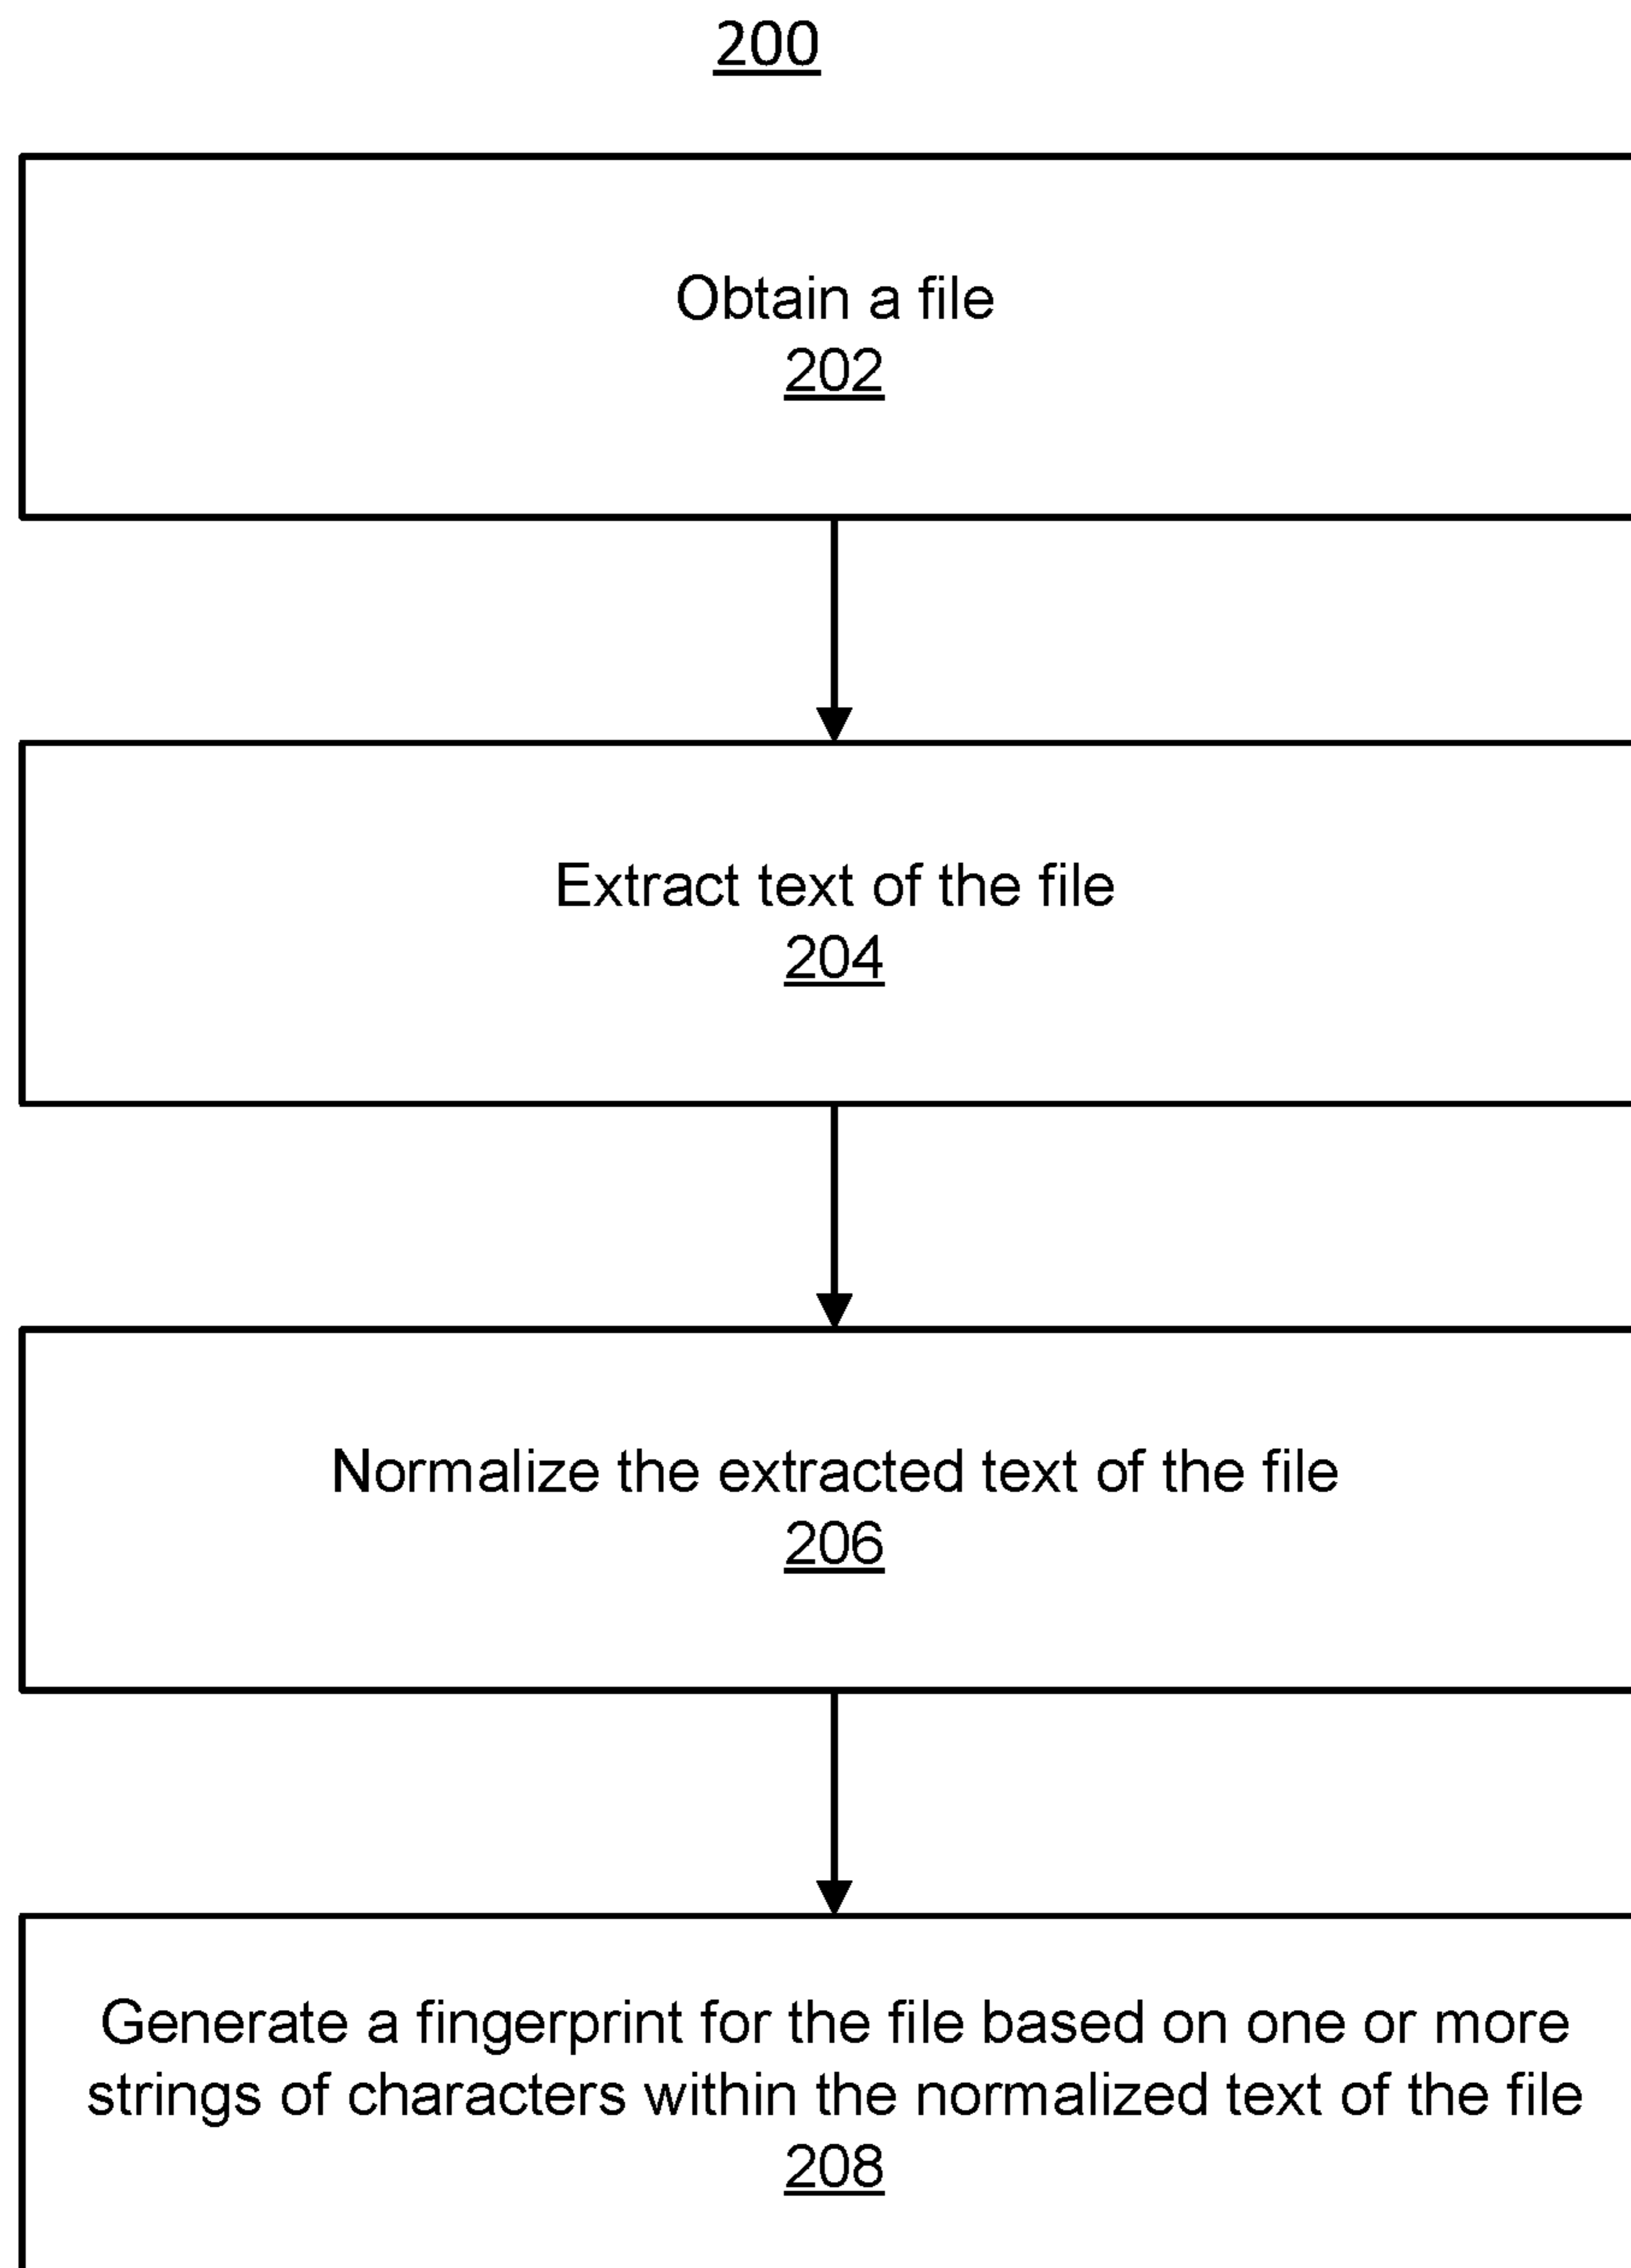 200
Obtain a file
202
Extract text of the file
204
Normalize the extracted text of the file
206
Generate a fingerprint for the file based on one or more
strings of characters within the normalized text of the file
208